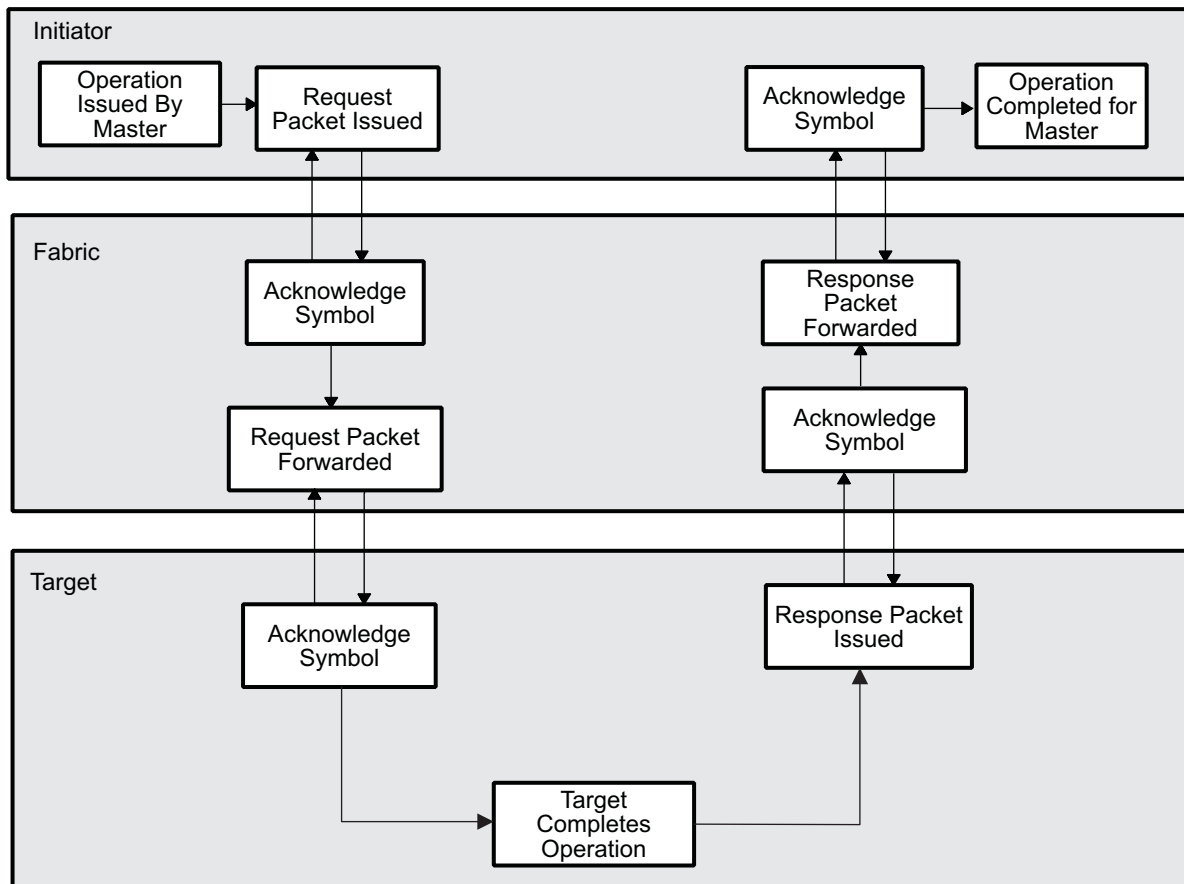 Initiator
Operation
Issued By
Master
Request
Packet Issued
Acknowledge
Symbol
Operation
Completed for
Master
Fabric
Acknowledge
Symbol
Response
Packet
Forwarded
Request Packet
Forwarded
Acknowledge
Symbol
Target
Acknowledge
Symbol
Response Packet
Issued
Target
Completes
Operation